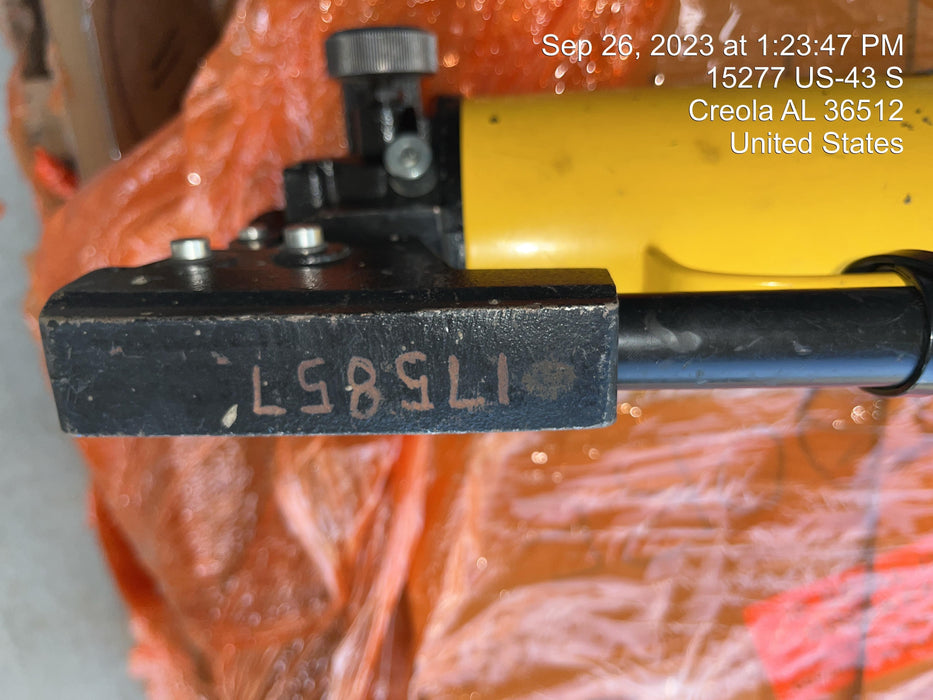 Sep 26, 2023 at 1:23:47 PM
15277 US-43 S
Creola AL 36512
United States
175857